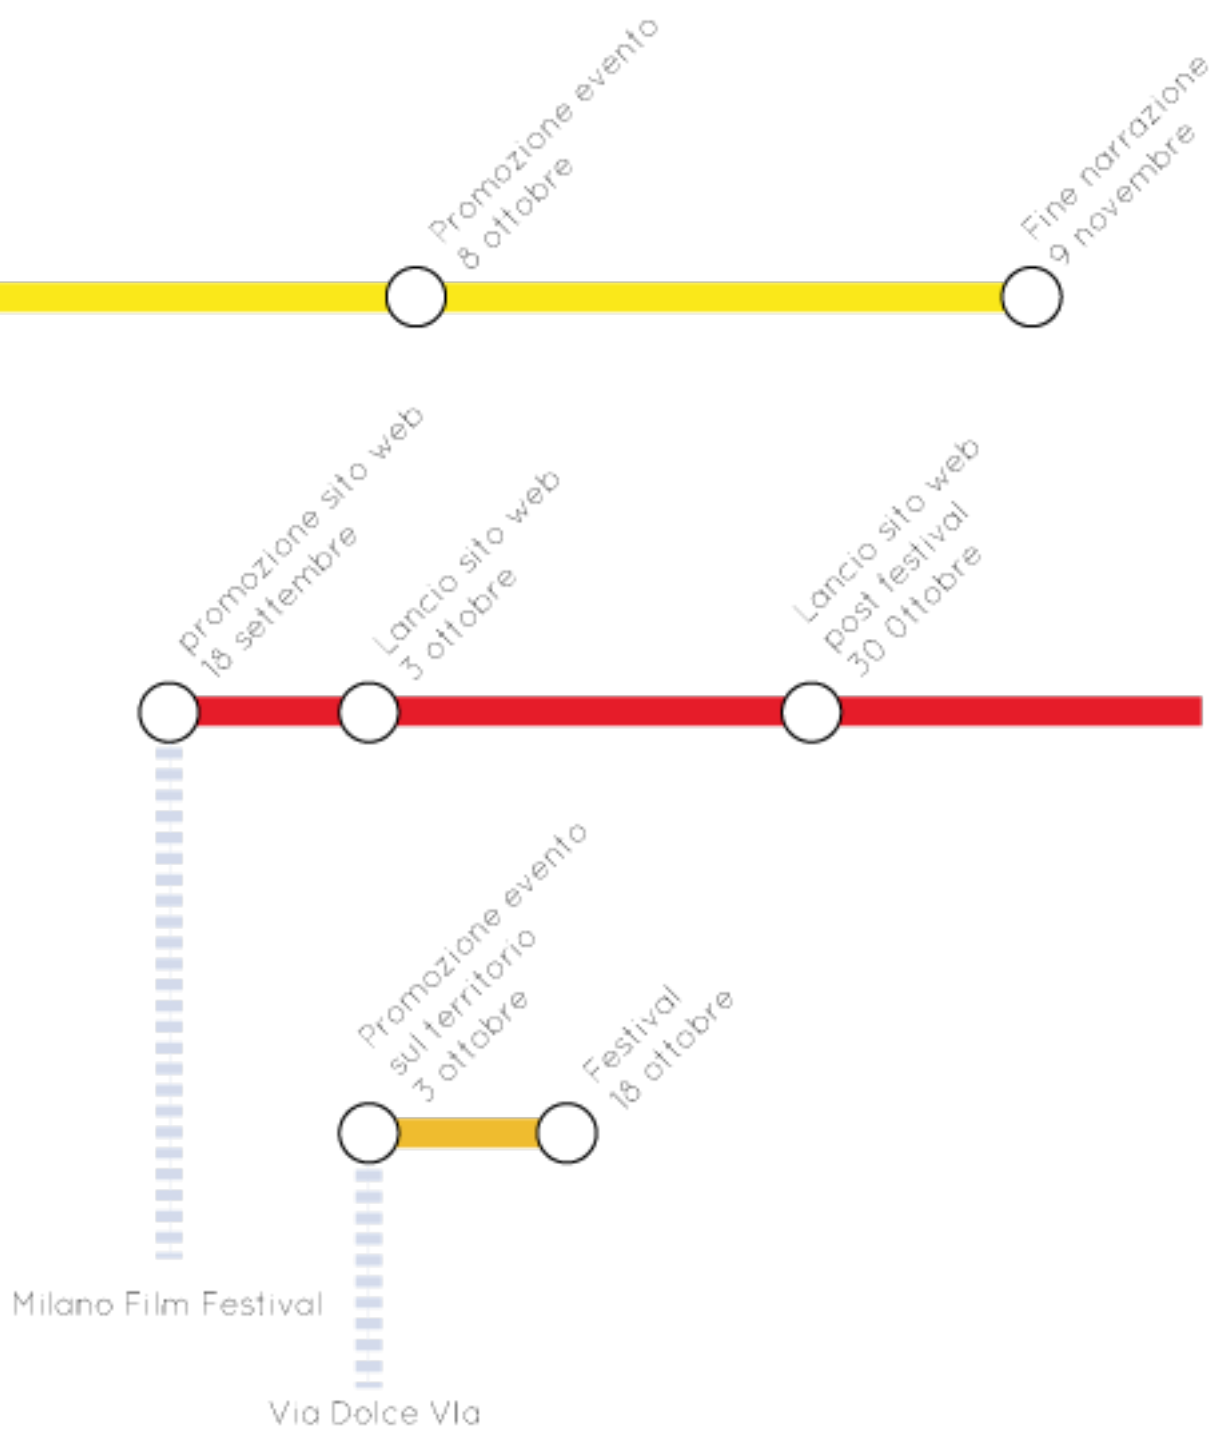 Promozione evento
8 ottobre
Fine narrazione
9 novembre
promozione sito web
18 settembre
Lancio sito web
3 ottobre
Lancio sito web
post festival
30 Ottobre
Promozione evento
sul territorio
3 ottobre
Festival
18 ottobre
Milano Film Festival
Via Dolce VIa